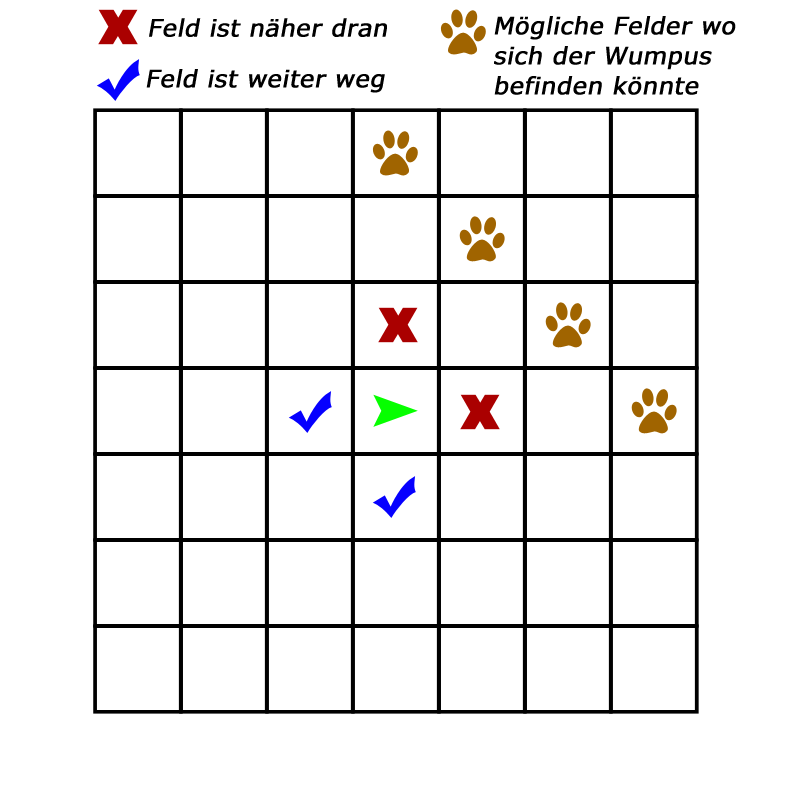 Feld ist näher dran
Feld ist weiter weg
Mögliche Felder wo
sich der Wumpus
befinden könnte